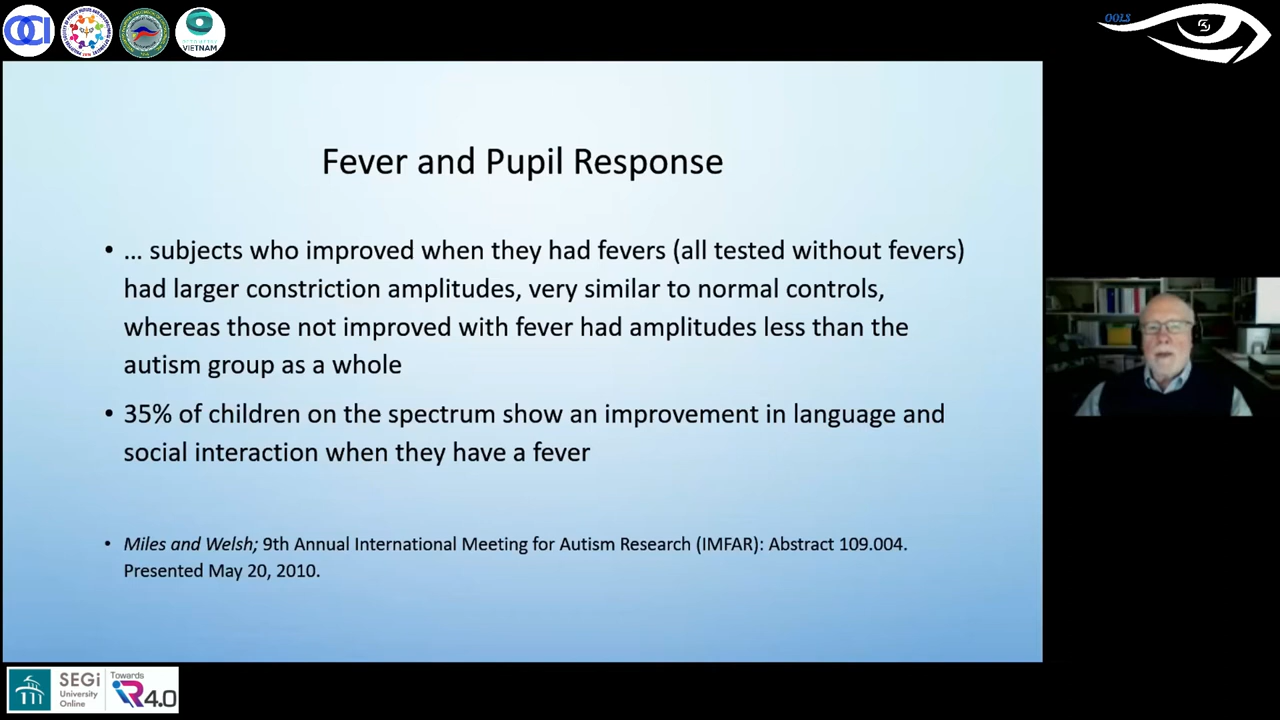 OCI
VIETNAM
OOLS
Fever and Pupil Response
• … subjects who improved when they had fevers (all tested without fevers)
had larger constriction amplitudes, very similar to normal controls,
whereas those not improved with fever had amplitudes less than the
autism group as a whole
• 35% of children on the spectrum show an improvement in language and
social interaction when they have a fever
• Miles and Welsh; 9th Annual International Meeting for Autism Research (IMFAR): Abstract 109.004.
Presented May 20, 2010.
SEGi
University
Online
Towards
iR4.0